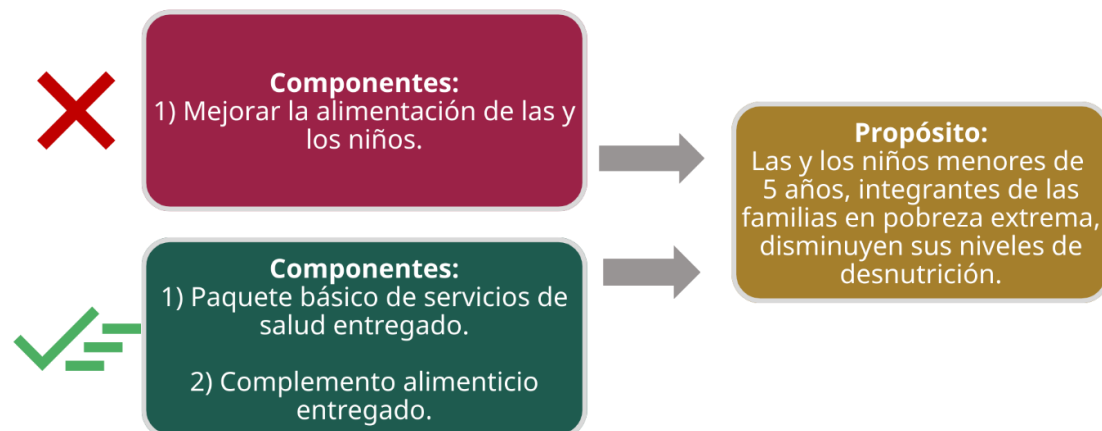 Componentes:
1) Mejorar la alimentación de las y
los niños.
Componentes:
1) Paquete básico de servicios de
salud entregado.
2) Complemento alimenticio
entregado.
Propósito:
Las y los niños menores de
5 años, integrantes de las
familias en pobreza extrema,
disminuyen sus niveles de
desnutrición.